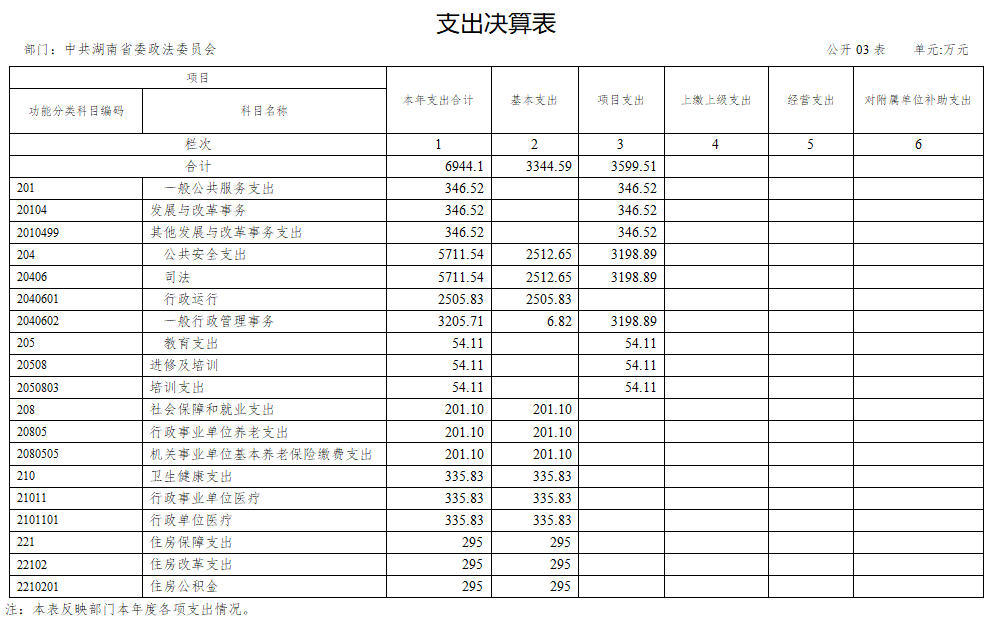 支出决算表
部门：中共湖南省委政法委员会 公开 03 表 单元:万元
项目 本年支出合计 基本支出 项目支出 上缴上级支出 经营支出 对附属单位补助支出
功能分类科目编码 科目名称
栏次 1 2 3 4 5 6
合计 6944.1 3344.59 3599.51
201 一般公共服务支出 346.52 346.52
20104 发展与改革事务 346.52 346.52
2010499 其他发展与改革事务支出 346.52 346.52
204 公共安全支出 5711.54 2512.65 3198.89
20406 司法 5711.54 2512.65 3198.89
2040601 行政运行 2505.83 2505.83
2040602 一般行政管理事务 3205.71 6.82 3198.89
205 教育支出 54.11 54.11
20508 进修及培训 54.11 54.11
2050803 培训支出 54.11 54.11
208 社会保障和就业支出 201.10 201.10
20805 行政事业单位养老支出 201.10 201.10
2080505 机关事业单位基本养老保险缴费支出 201.10 201.10
210 卫生健康支出 335.83 335.83
21011 行政事业单位医疗 335.83 335.83
2101101 行政单位医疗 335.83 335.83
221 住房保障支出 295 295
22102 住房改革支出 295 295
2210201 住房公积金 295 295
注：本表反映部门本年度各项支出情况。